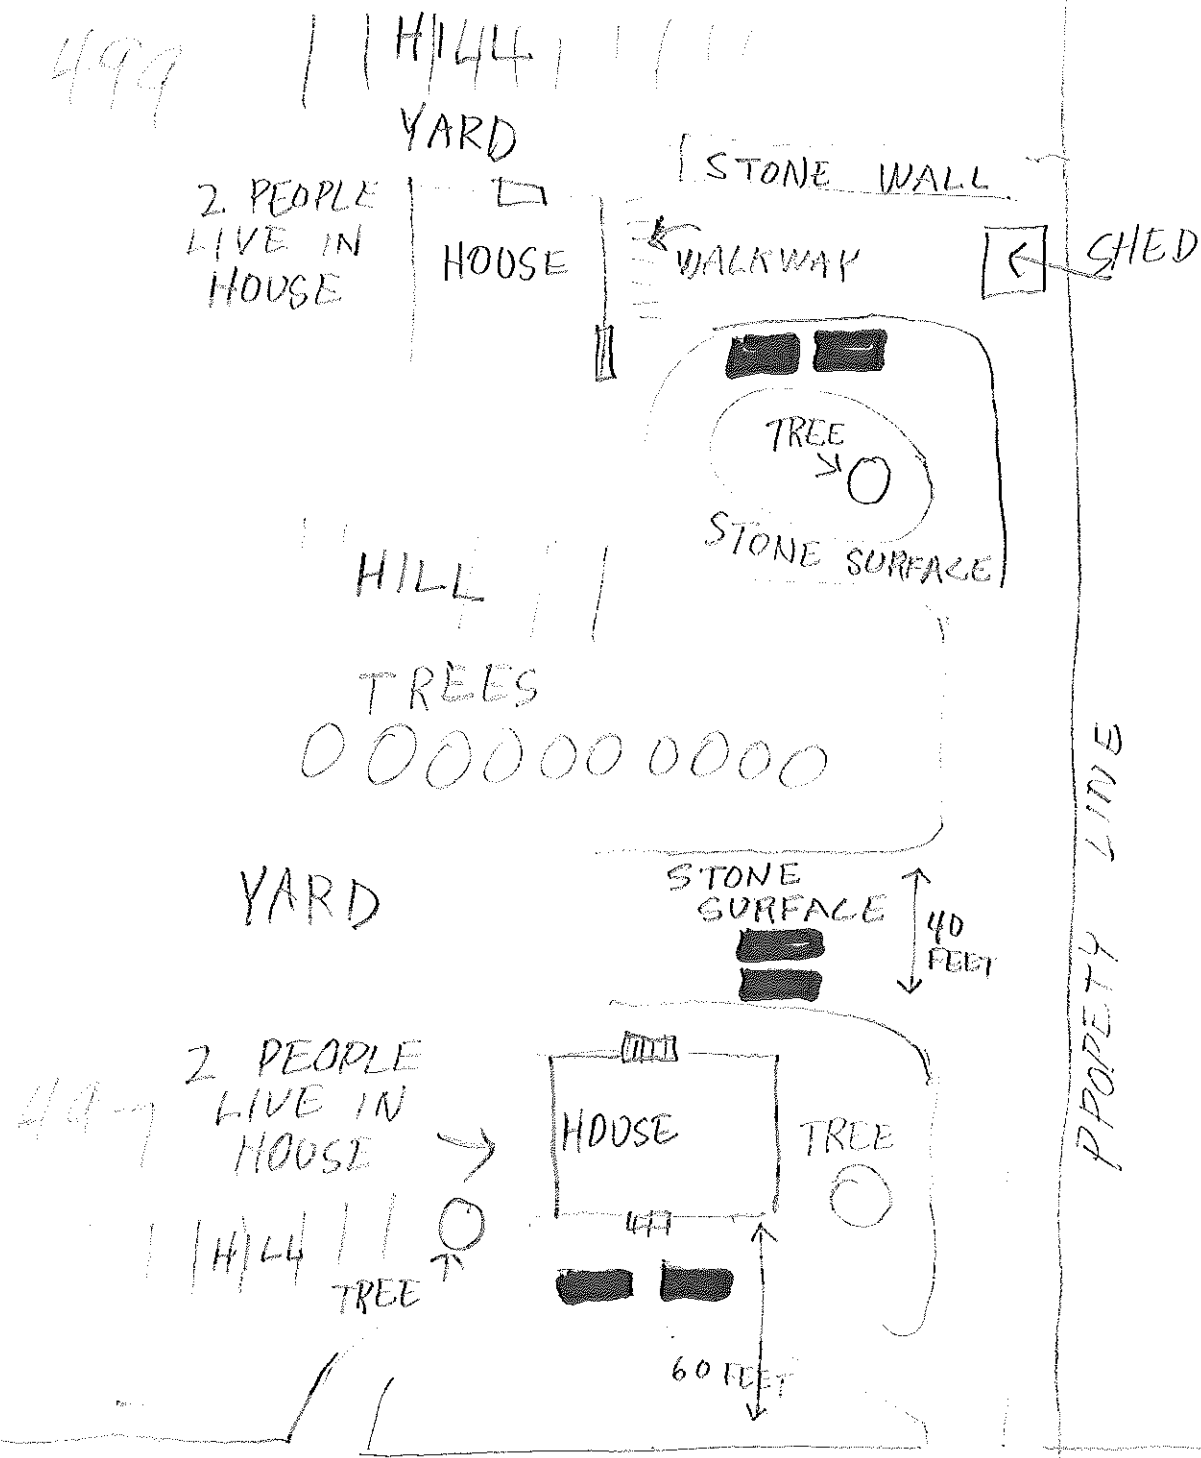 499
HILL
YARD
STONE WALL
2 PEOPLE
LIVE IN
HOUSE
HOUSE
WALKWAY
SHED
TREE
STONE SURFACE
HILL
TREES
YARD
STONE
SURFACE
40
FEET
PROPERTY LINE
2 PEOPLE
LIVE IN
HOUSE
HOUSE
TREE
497
HILL
TREE
60 FEET